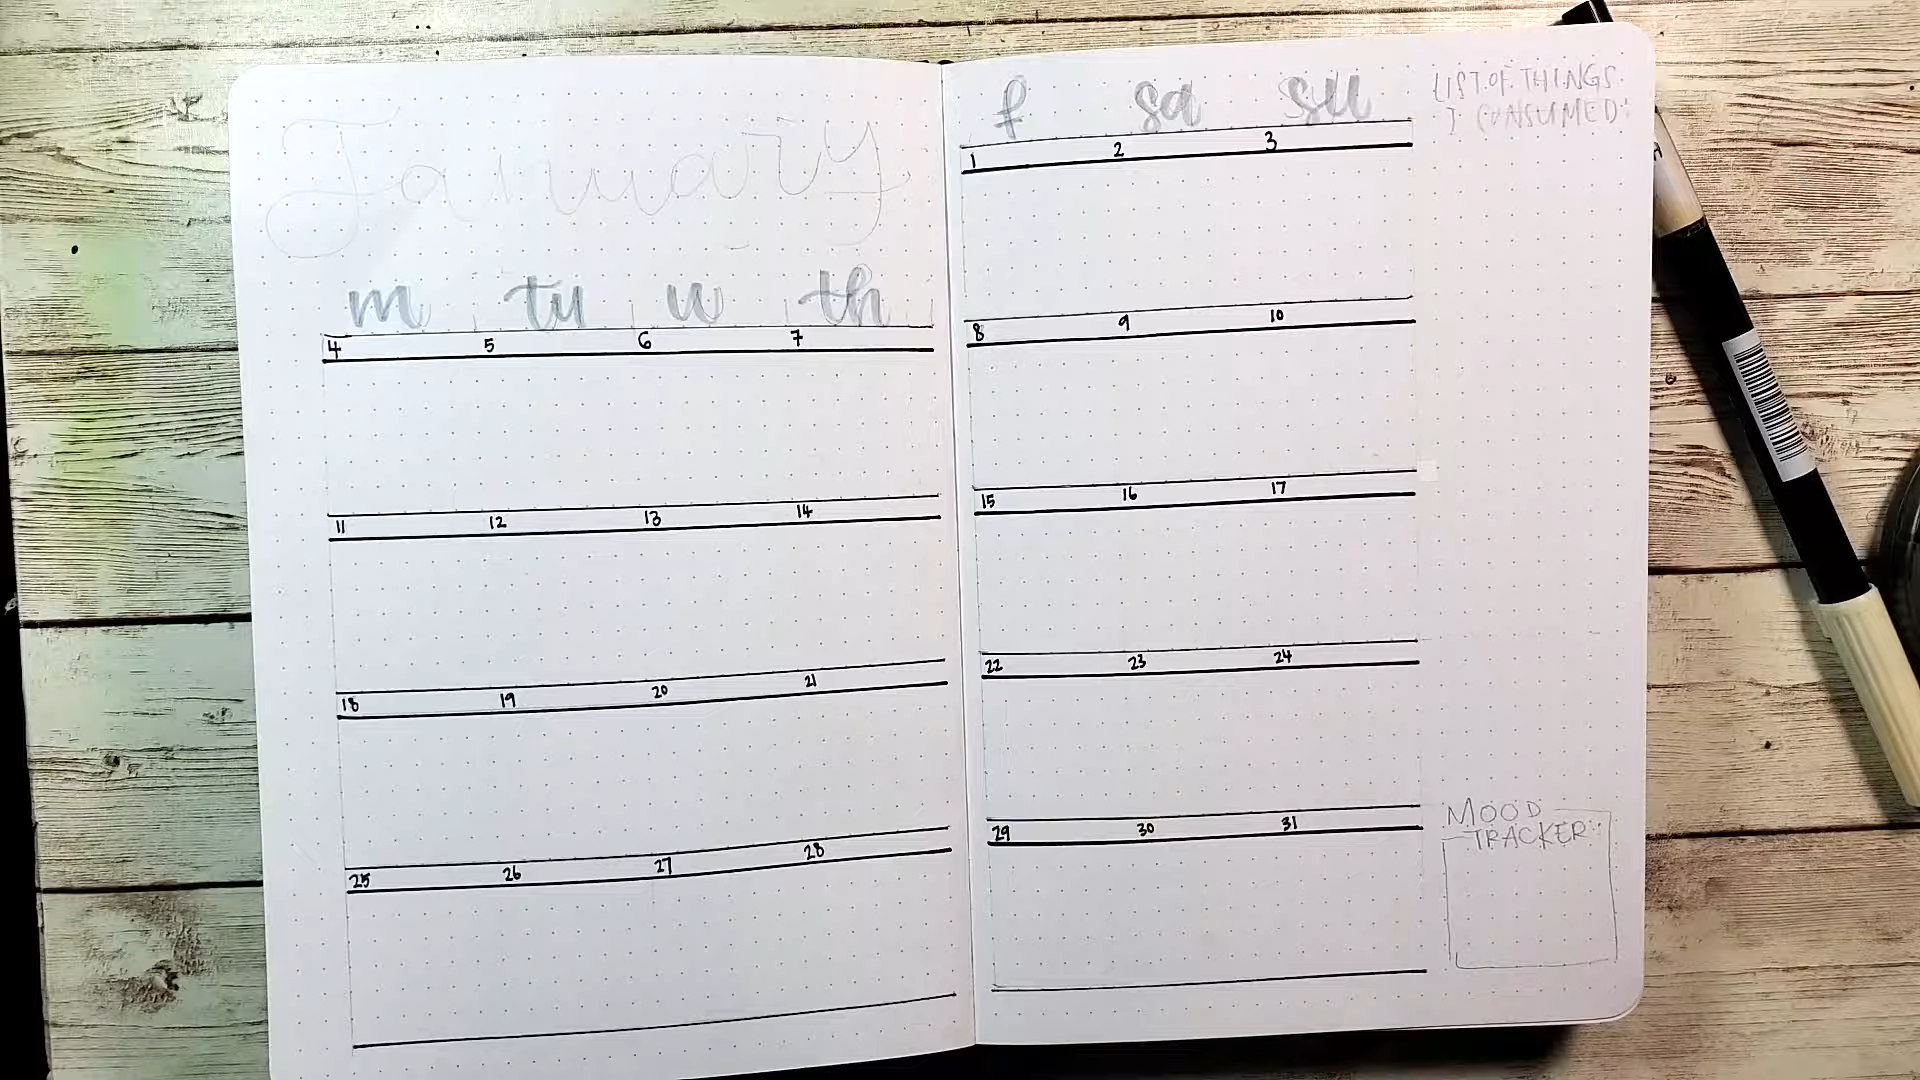 January
m tu w th
4 5 6 7
11 12 13 14
18 19 20 21
25 26 27 28
f sa su
1 2 3
8 9 10
15 16 17
22 23 24
29 30 31
LIST OF THINGS
I CONSUMED:
MOOD
TRACKER: